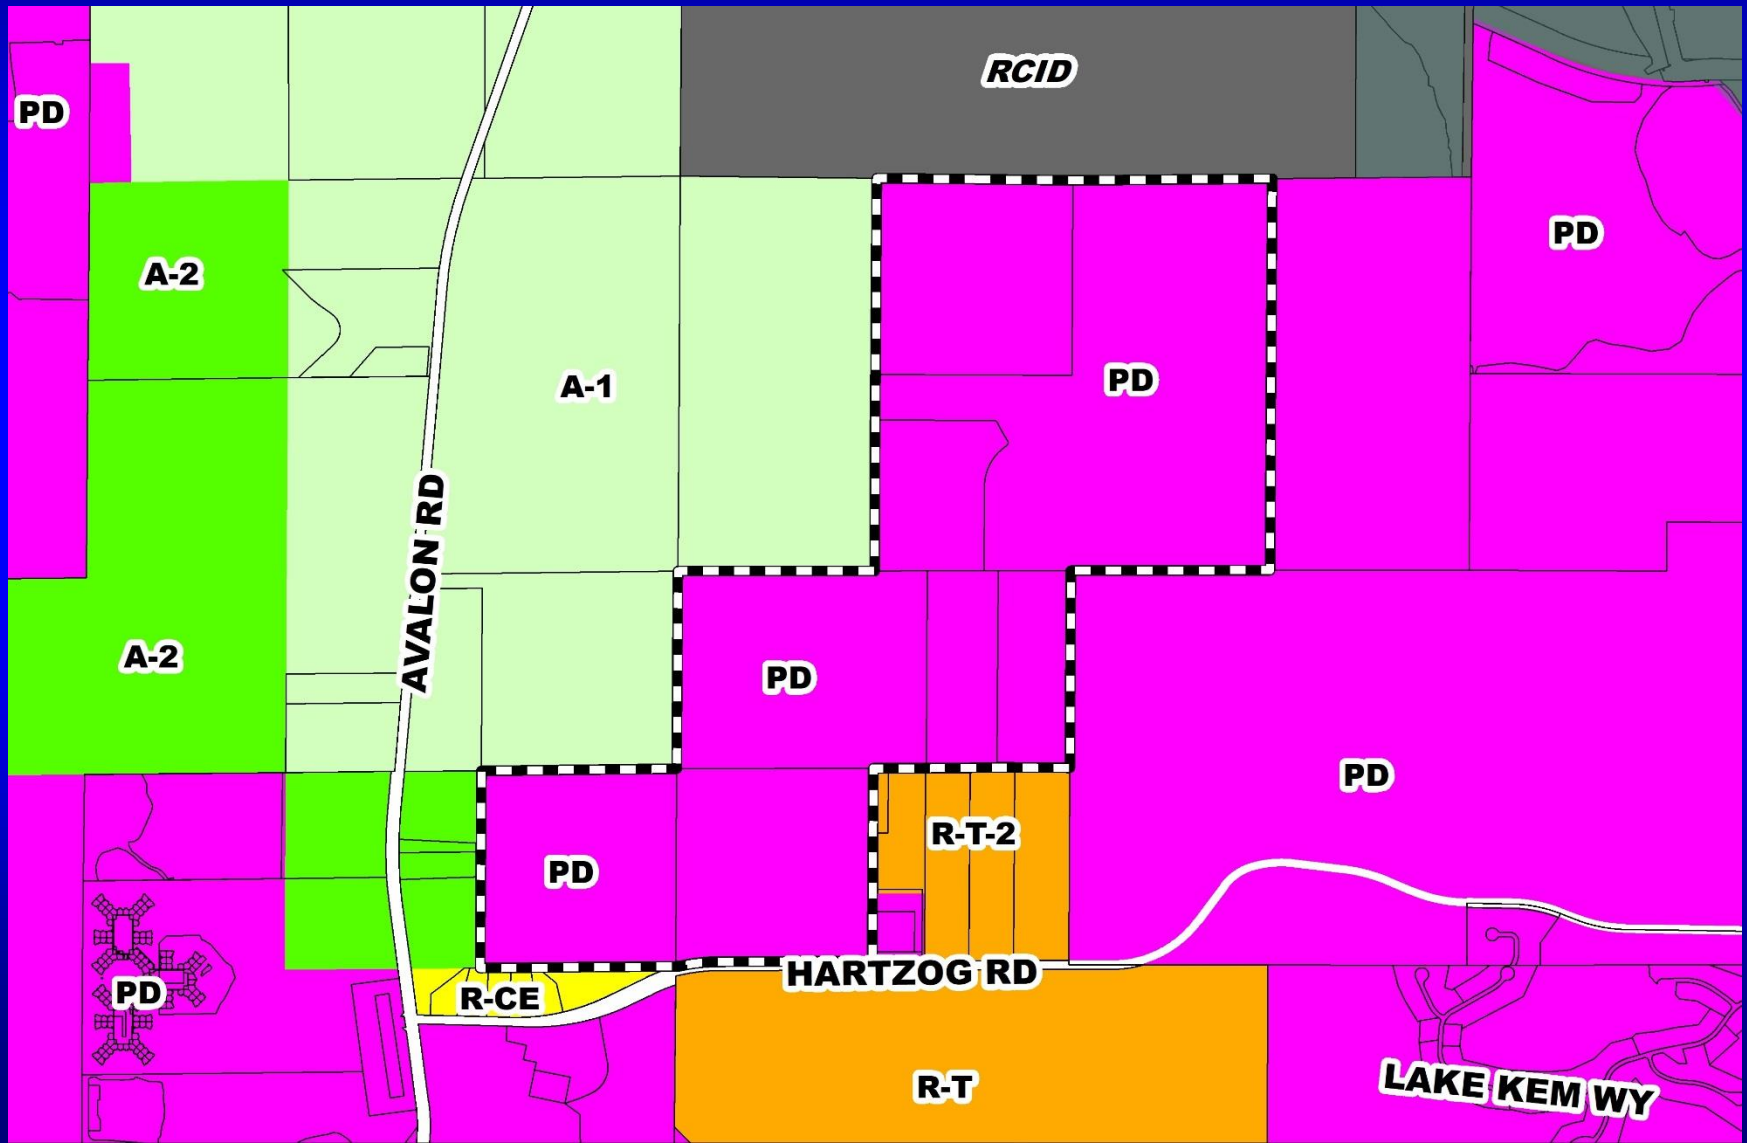 RCID
PD
PD
A-2
PD
A-1
AVALON RD
A-2
PD
PD
R-T-2
PD
PD
HARTZOG RD
R-CE
R-T
LAKE KEM WY